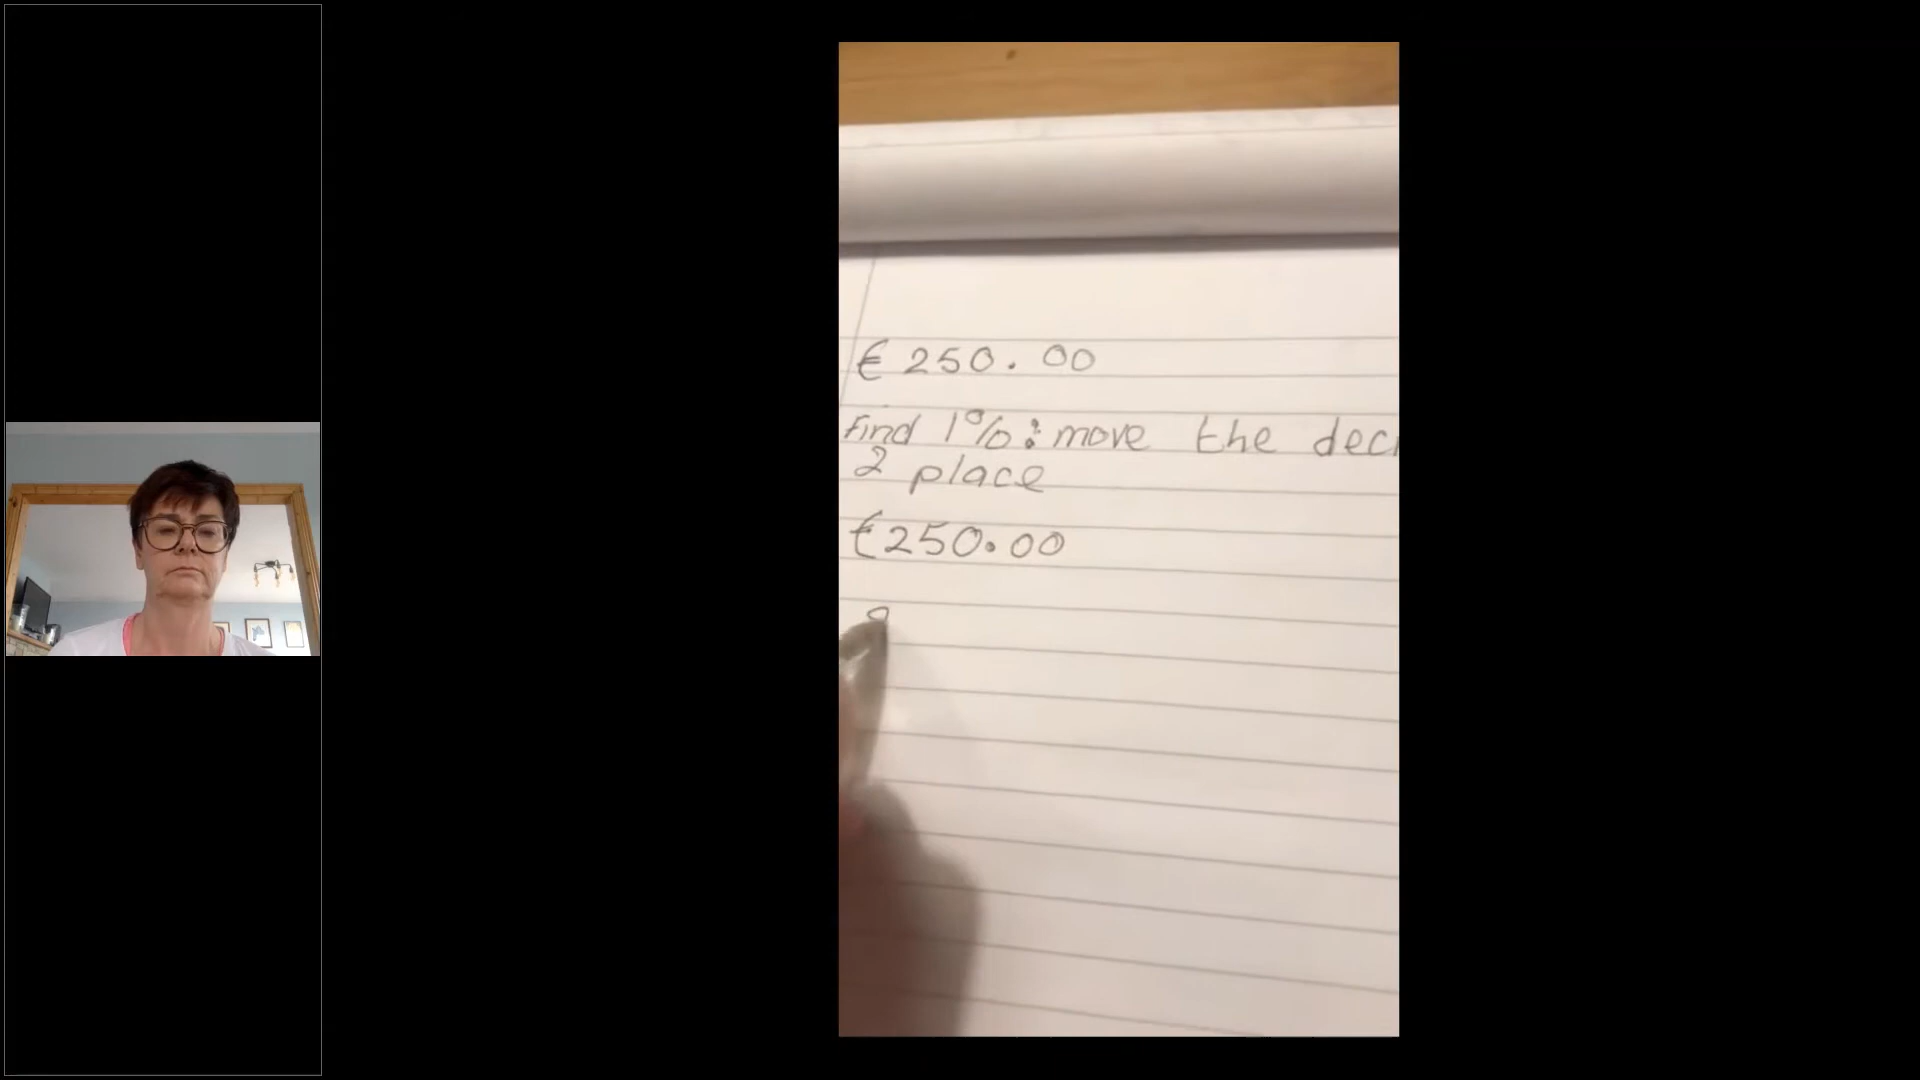 € 250.00
Find 1%: move the dec
2 place
€250.00